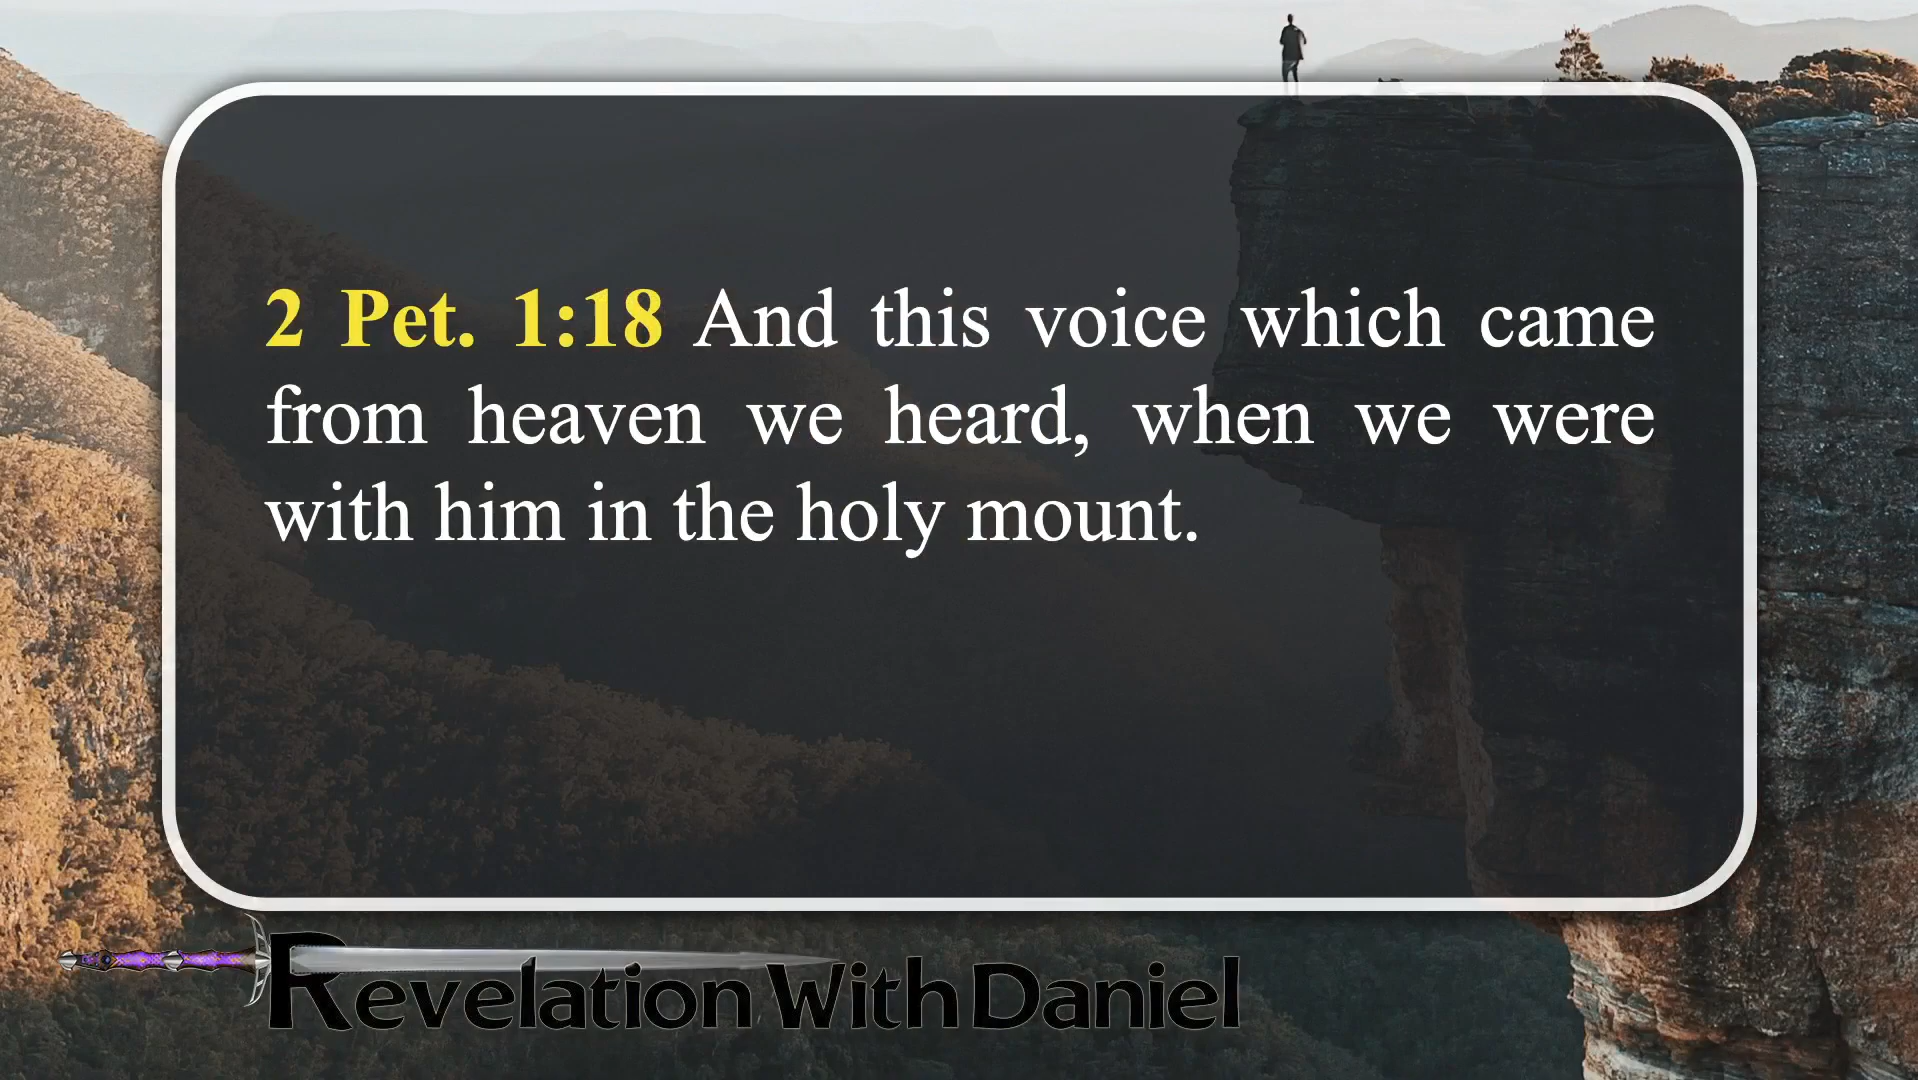 2 Pet. 1:18 And this voice which came
from heaven we heard, when we were
with him in the holy mount.
Revelation With Daniel